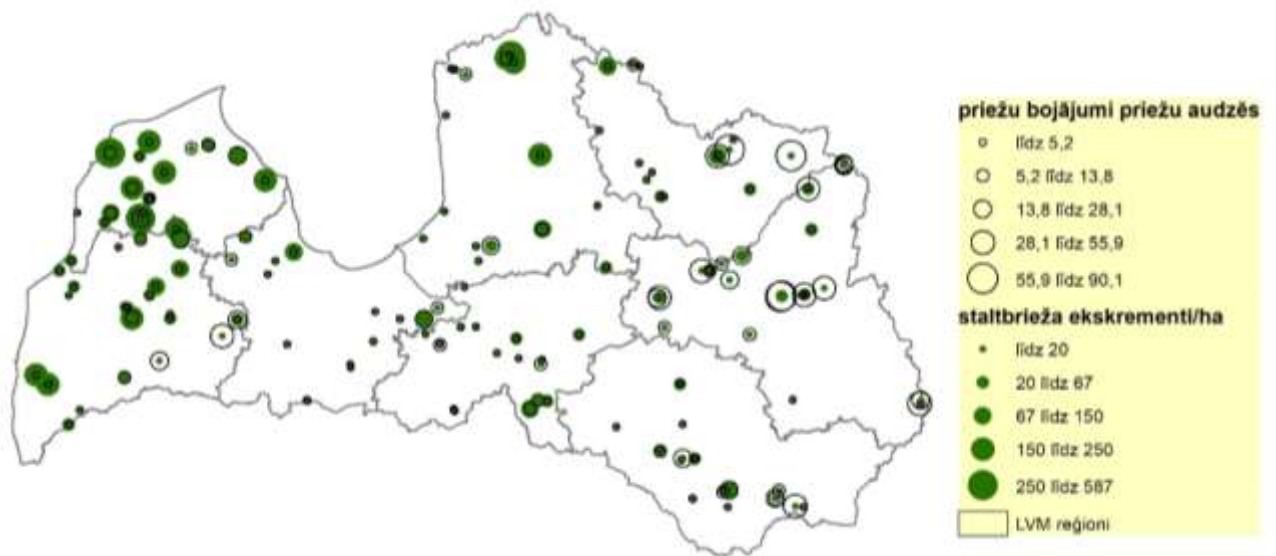 priežu bojājumi priežu audzēs
līdz 5,2
5,2 līdz 13,8
13,8 līdz 28,1
28,1 līdz 55,9
55,9 līdz 90,1
staltbrieža ekskrementi/ha
līdz 20
20 līdz 67
67 līdz 150
150 līdz 250
250 līdz 587
LVM reģioni